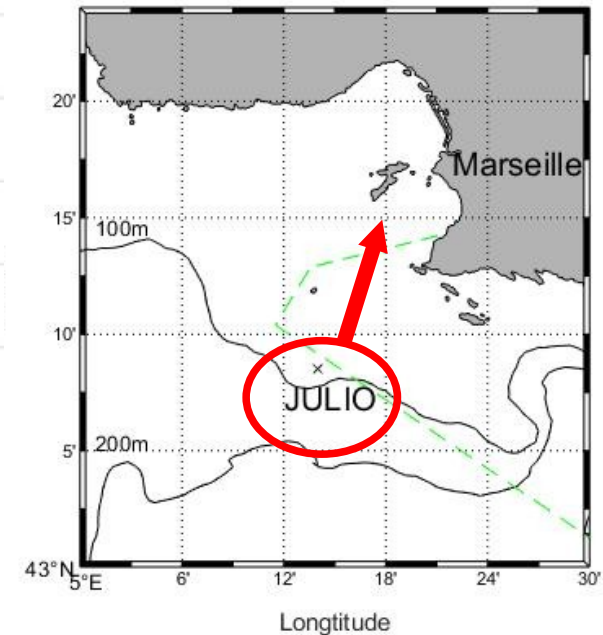 20'
Marseille
15'
100m
10'
JULIO
5'
200m
43°N
5°E 6' 12' 18' 24' 30'
Longtitude